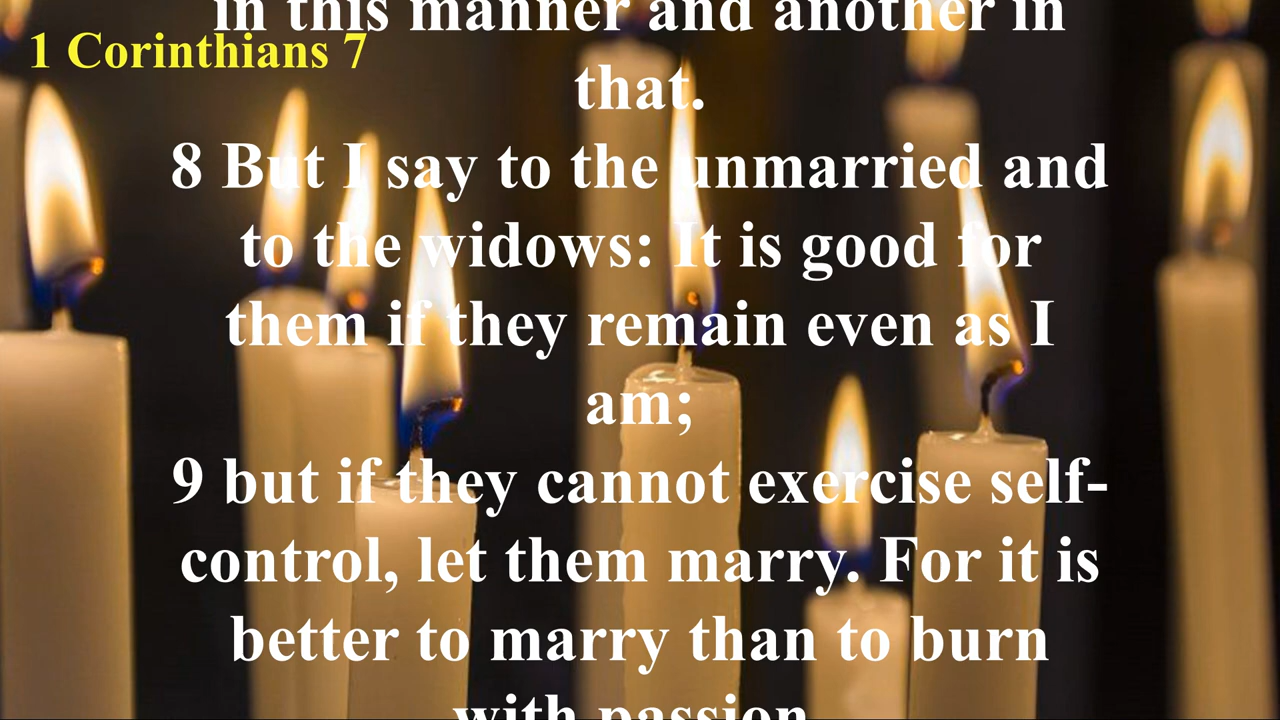 in this manner and another in
1 Corinthians 7
that.
8 But I say to the unmarried and
to the widows: It is good for
them if they remain even as I
am;
9 but if they cannot exercise self-
control, let them marry. For it is
better to marry than to burn
with passion